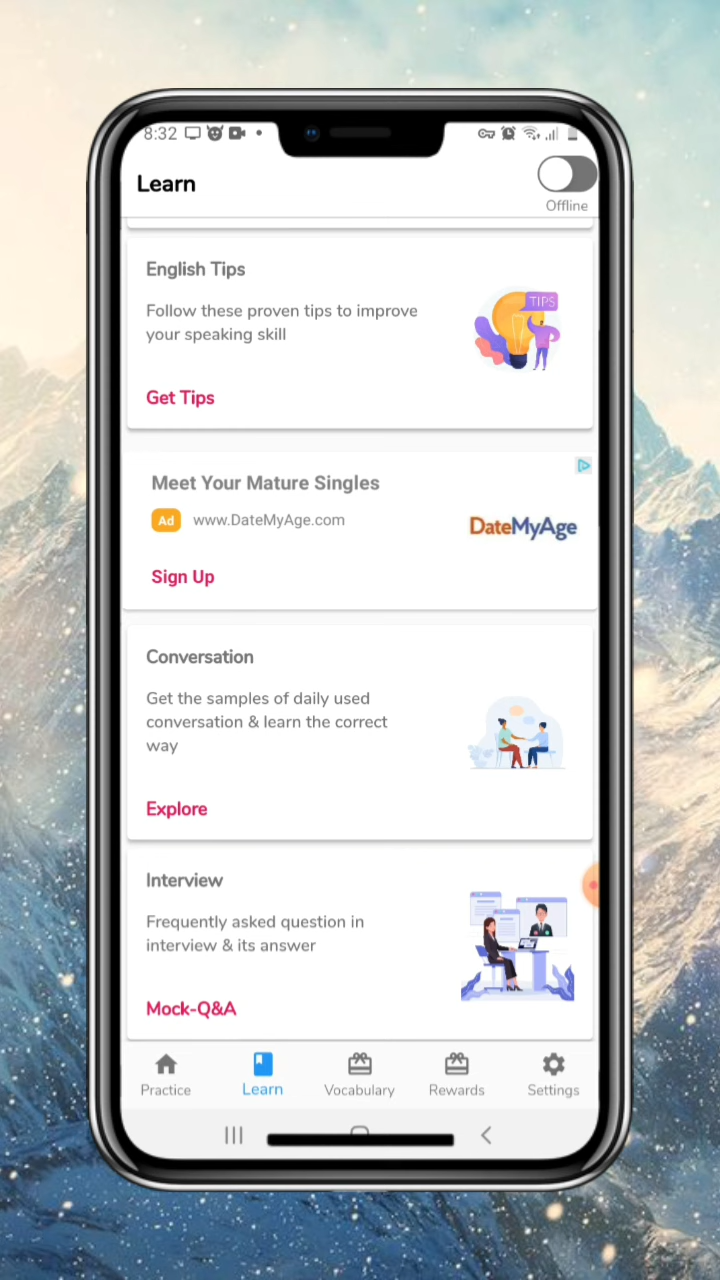 8:32
Learn
Offline
English Tips
Follow these proven tips to improve
your speaking skill
TIPS
Get Tips
Meet Your Mature Singles
Ad www.DateMyAge.com
DateMyAge
Sign Up
Conversation
Get the samples of daily used
conversation & learn the correct
way
Explore
Interview
Frequently asked question in
interview & its answer
Mock-Q&A
Practice Learn Vocabulary Rewards Settings